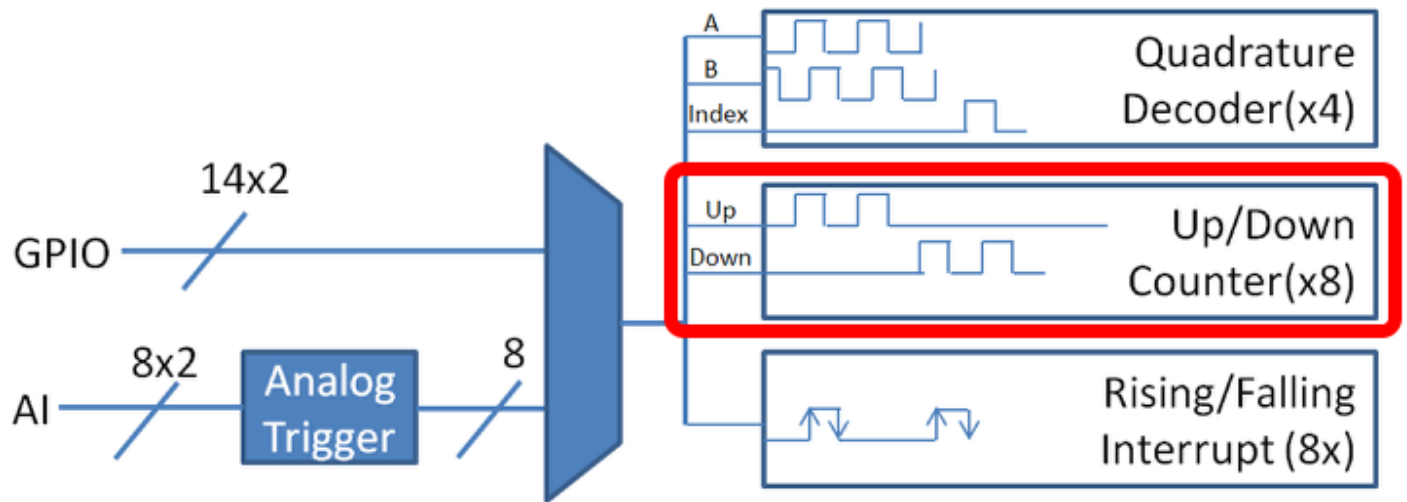 14x2
GPIO
8x2
AI
Analog
Trigger
8
A
B
Index
Quadrature
Decoder(x4)
Up
Down
Up/Down
Counter(x8)
Rising/Falling
Interrupt (8x)